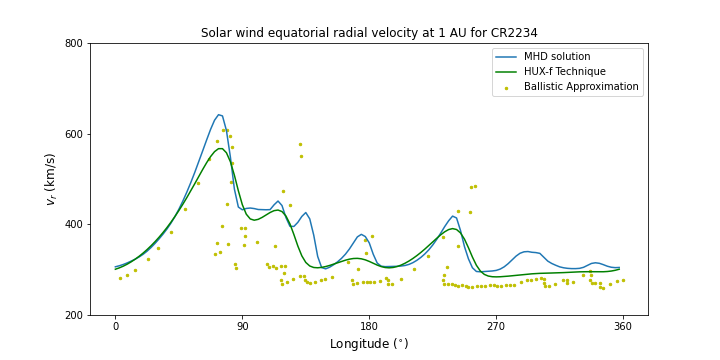 Solar wind equatorial radial velocity at 1 AU for CR2234
MHD solution
HUX-f Technique
Ballistic Approximation
v_r (km/s)
800
600
400
200
0 90 180 270 360
Longitude (°)